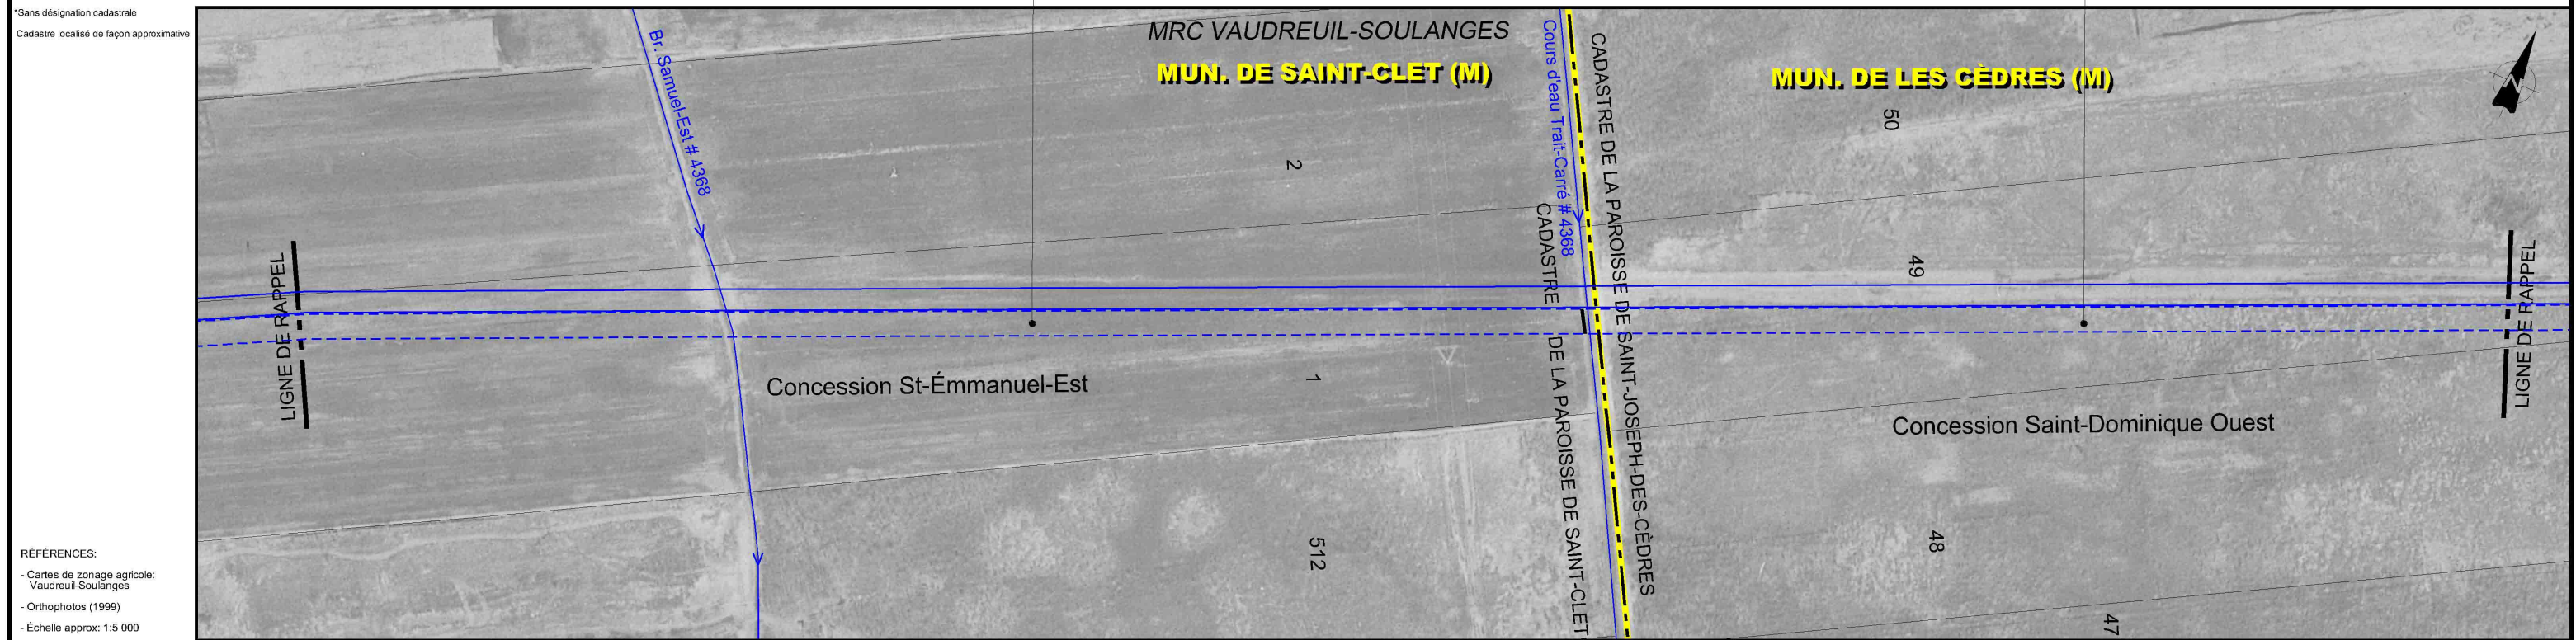 *Sans désignation cadastrale
Cadastre localisé de façon approximative
MRC VAUDREUIL-SOULANGES
MUN. DE SAINT-CLET (M)
MUN. DE LES CÈDRES (M)
N
Br. Samuel-Est # 4368
Cours d'eau Trait-Carré # 4368
CADASTRE DE LA PAROISSE DE SAINT-JOSEPH-DES-CÈDRES
CADASTRE DE LA PAROISSE DE SAINT-CLET
50
2
49
LIGNE DE RAPPEL
LIGNE DE RAPPEL
1
Concession St-Émmanuel-Est
Concession Saint-Dominique Ouest
512
48
47
RÉFÉRENCES:
- Cartes de zonage agricole:
Vaudreuil-Soulanges
- Orthophotos (1999)
- Échelle approx: 1:5 000